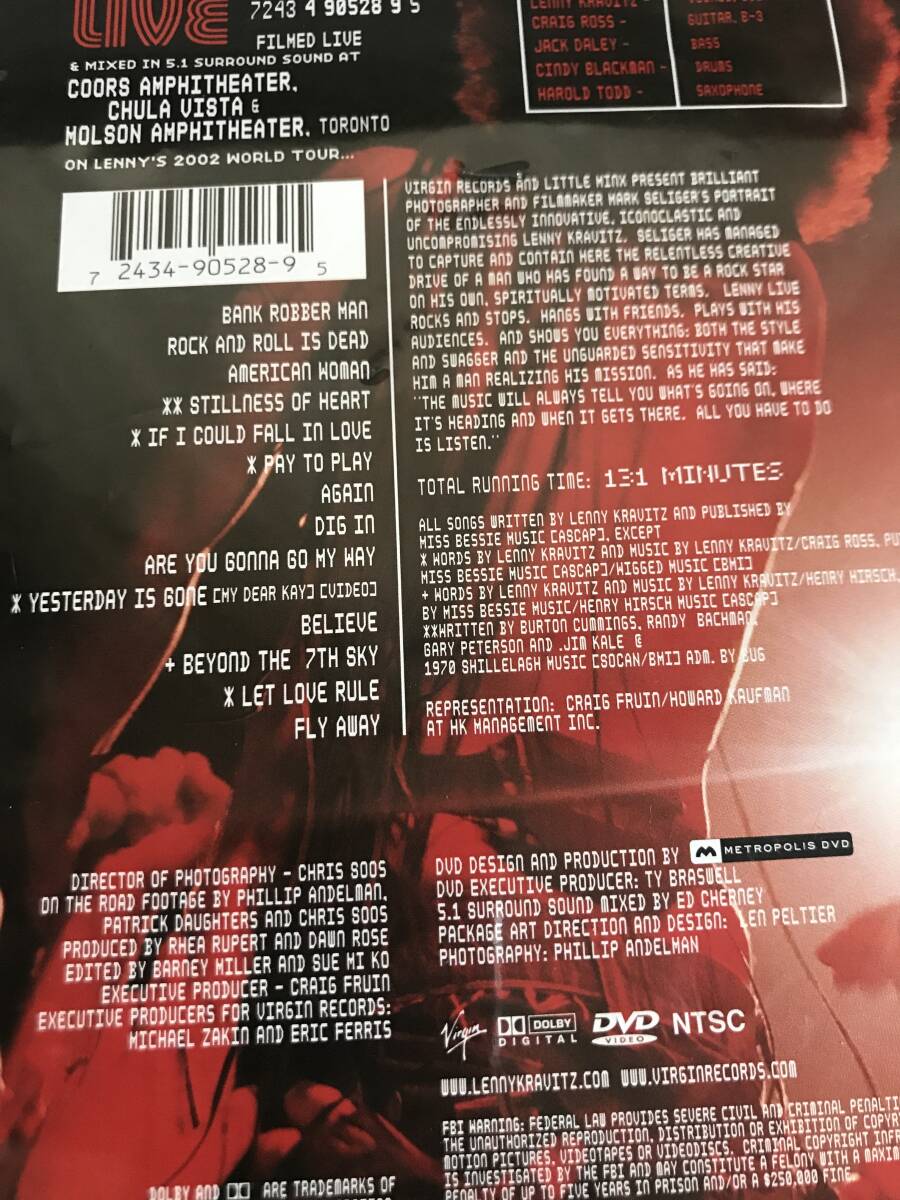 LIVE
7243 4 90528 9 5
FILMED LIVE
& MIXED IN 5.1 SURROUND SOUND AT
COORS AMPHITHEATER,
CHULA VISTA &
MOLSON AMPHITHEATER, TORONTO
ON LENNY'S 2002 WORLD TOUR...
LENNY KRAVITZ -
CRAIG ROSS - GUITAR, B-3
JACK DALEY - BASS
CINDY BLACKMAN - DRUMS
HAROLD TODD - SAXOPHONE
7 2434-90528-9 5
BANK ROBBER MAN
ROCK AND ROLL IS DEAD
AMERICAN WOMAN
** STILLNESS OF HEART
* IF I COULD FALL IN LOVE
* PAY TO PLAY
AGAIN
DIG IN
ARE YOU GONNA GO MY WAY
* YESTERDAY IS GONE [MY DEAR KAY] [VIDEO]
BELIEVE
+ BEYOND THE 7TH SKY
* LET LOVE RULE
FLY AWAY
VIRGIN RECORDS AND LITTLE MINX PRESENT BRILLIANT
PHOTOGRAPHER AND FILMMAKER MARK SELIGER'S PORTRAIT
OF THE ENDLESSLY INNOVATIVE, ICONOCLASTIC AND
UNCOMPROMISING LENNY KRAVITZ. SELIGER HAS MANAGED
TO CAPTURE AND CONTAIN HERE THE RELENTLESS CREATIVE
DRIVE OF A MAN WHO HAS FOUND A WAY TO BE A ROCK STAR
ON HIS OWN, SPIRITUALLY MOTIVATED TERMS. LENNY LIVE
ROCKS AND STOPS, HANGS WITH FRIENDS, PLAYS WITH HIS
AUDIENCES, AND SHOWS YOU EVERYTHING: BOTH THE STYLE
AND SWAGGER AND THE UNGUARDED SENSITIVITY THAT MAKE
HIM A MAN REALIZING HIS MISSION. AS HE HAS SAID:
"THE MUSIC WILL ALWAYS TELL YOU WHAT'S GOING ON, WHERE
IT'S HEADING AND WHEN IT GETS THERE. ALL YOU HAVE TO DO
IS LISTEN."
TOTAL RUNNING TIME: 131 MINUTES
ALL SONGS WRITTEN BY LENNY KRAVITZ AND PUBLISHED BY
MISS BESSIE MUSIC [ASCAP], EXCEPT
* WORDS BY LENNY KRAVITZ AND MUSIC BY LENNY KRAVITZ/CRAIG ROSS, PU
MISS BESSIE MUSIC [ASCAP]/WIGGED MUSIC [BMI]
+ WORDS BY LENNY KRAVITZ AND MUSIC BY LENNY KRAVITZ/HENRY HIRSCH,
BY MISS BESSIE MUSIC/HENRY HIRSCH MUSIC [ASCAP]
**WRITTEN BY BURTON CUMMINGS, RANDY BACHMAN,
GARY PETERSON AND .JIM KALE @
1970 SHILLELAGH MUSIC [SOCAN/BMI] ADM. BY BUG
REPRESENTATION: CRAIG FRUIN/HOWARD KAUFMAN
AT HK MANAGEMENT INC.
DIRECTOR OF PHOTOGRAPHY - CHRIS SOOS
ON THE ROAD FOOTAGE BY PHILLIP ANDELMAN,
PATRICK DAUGHTERS AND CHRIS SOOS
PRODUCED BY RHEA RUPERT AND DAWN ROSE
EDITED BY BARNEY MILLER AND SUE MI KO
EXECUTIVE PRODUCER - CRAIG FRUIN
EXECUTIVE PRODUCERS FOR VIRGIN RECORDS:
MICHAEL ZAKIN AND ERIC FERRIS
DVD DESIGN AND PRODUCTION BY METROPOLIS DVD
DVD EXECUTIVE PRODUCER: TY BRASWELL
5.1 SURROUND SOUND MIXED BY ED CHERNEY
PACKAGE ART DIRECTION AND DESIGN: LEN PELTIER
PHOTOGRAPHY: PHILLIP ANDELMAN
Virgin DOLBY DIGITAL DVD VIDEO NTSC
WWW.LENNYKRAVITZ.COM WWW.VIRGINRECORDS.COM
FBI WARNING: FEDERAL LAW PROVIDES SEVERE CIVIL AND CRIMINAL PENALTI
THE UNAUTHORIZED REPRODUCTION, DISTRIBUTION OR EXHIBITION OF COPYR
MOTION PICTURES, VIDEOTAPES OR VIDEODISCS. CRIMINAL COPYRIGHT INFR
IS INVESTIGATED BY THE FBI AND MAY CONSTITUTE A FELONY WITH A MAXIM
PENALTY OF UP TO FIVE YEARS IN PRISON AND/OR A $250,000 FINE.
DOLBY AND ARE TRADEMARKS OF